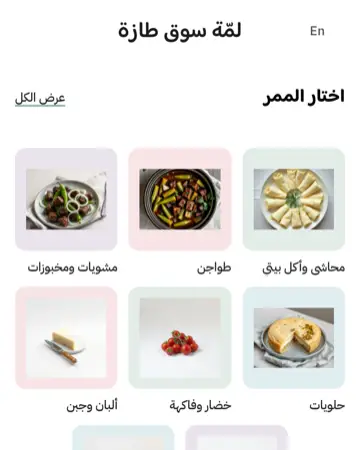 لمّة سوق طازة
En
اختار الممر
عرض الكل
محاشي وأكل بيتي
طواجن
مشويات ومخبوزات
حلويات
خضار وفاكهة
ألبان وجبن